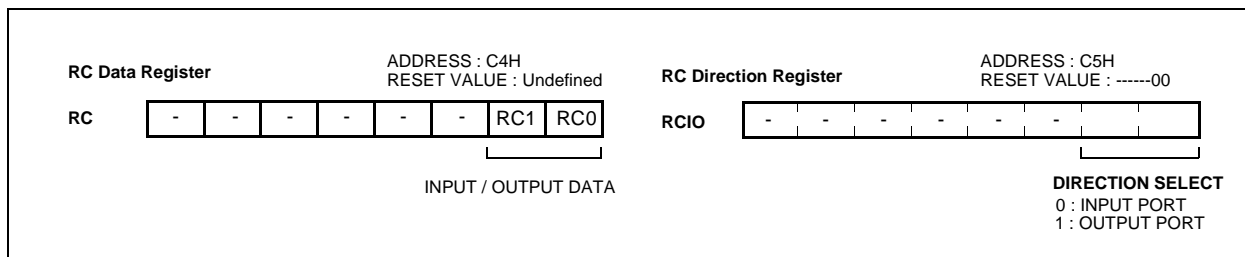 RC Data Register
ADDRESS : C4H
RESET VALUE : Undefined
RC - - - - - - RC1 RC0
INPUT / OUTPUT DATA
RC Direction Register
ADDRESS : C5H
RESET VALUE : ------00
RCIO - - - - - -
DIRECTION SELECT
0 : INPUT PORT
1 : OUTPUT PORT